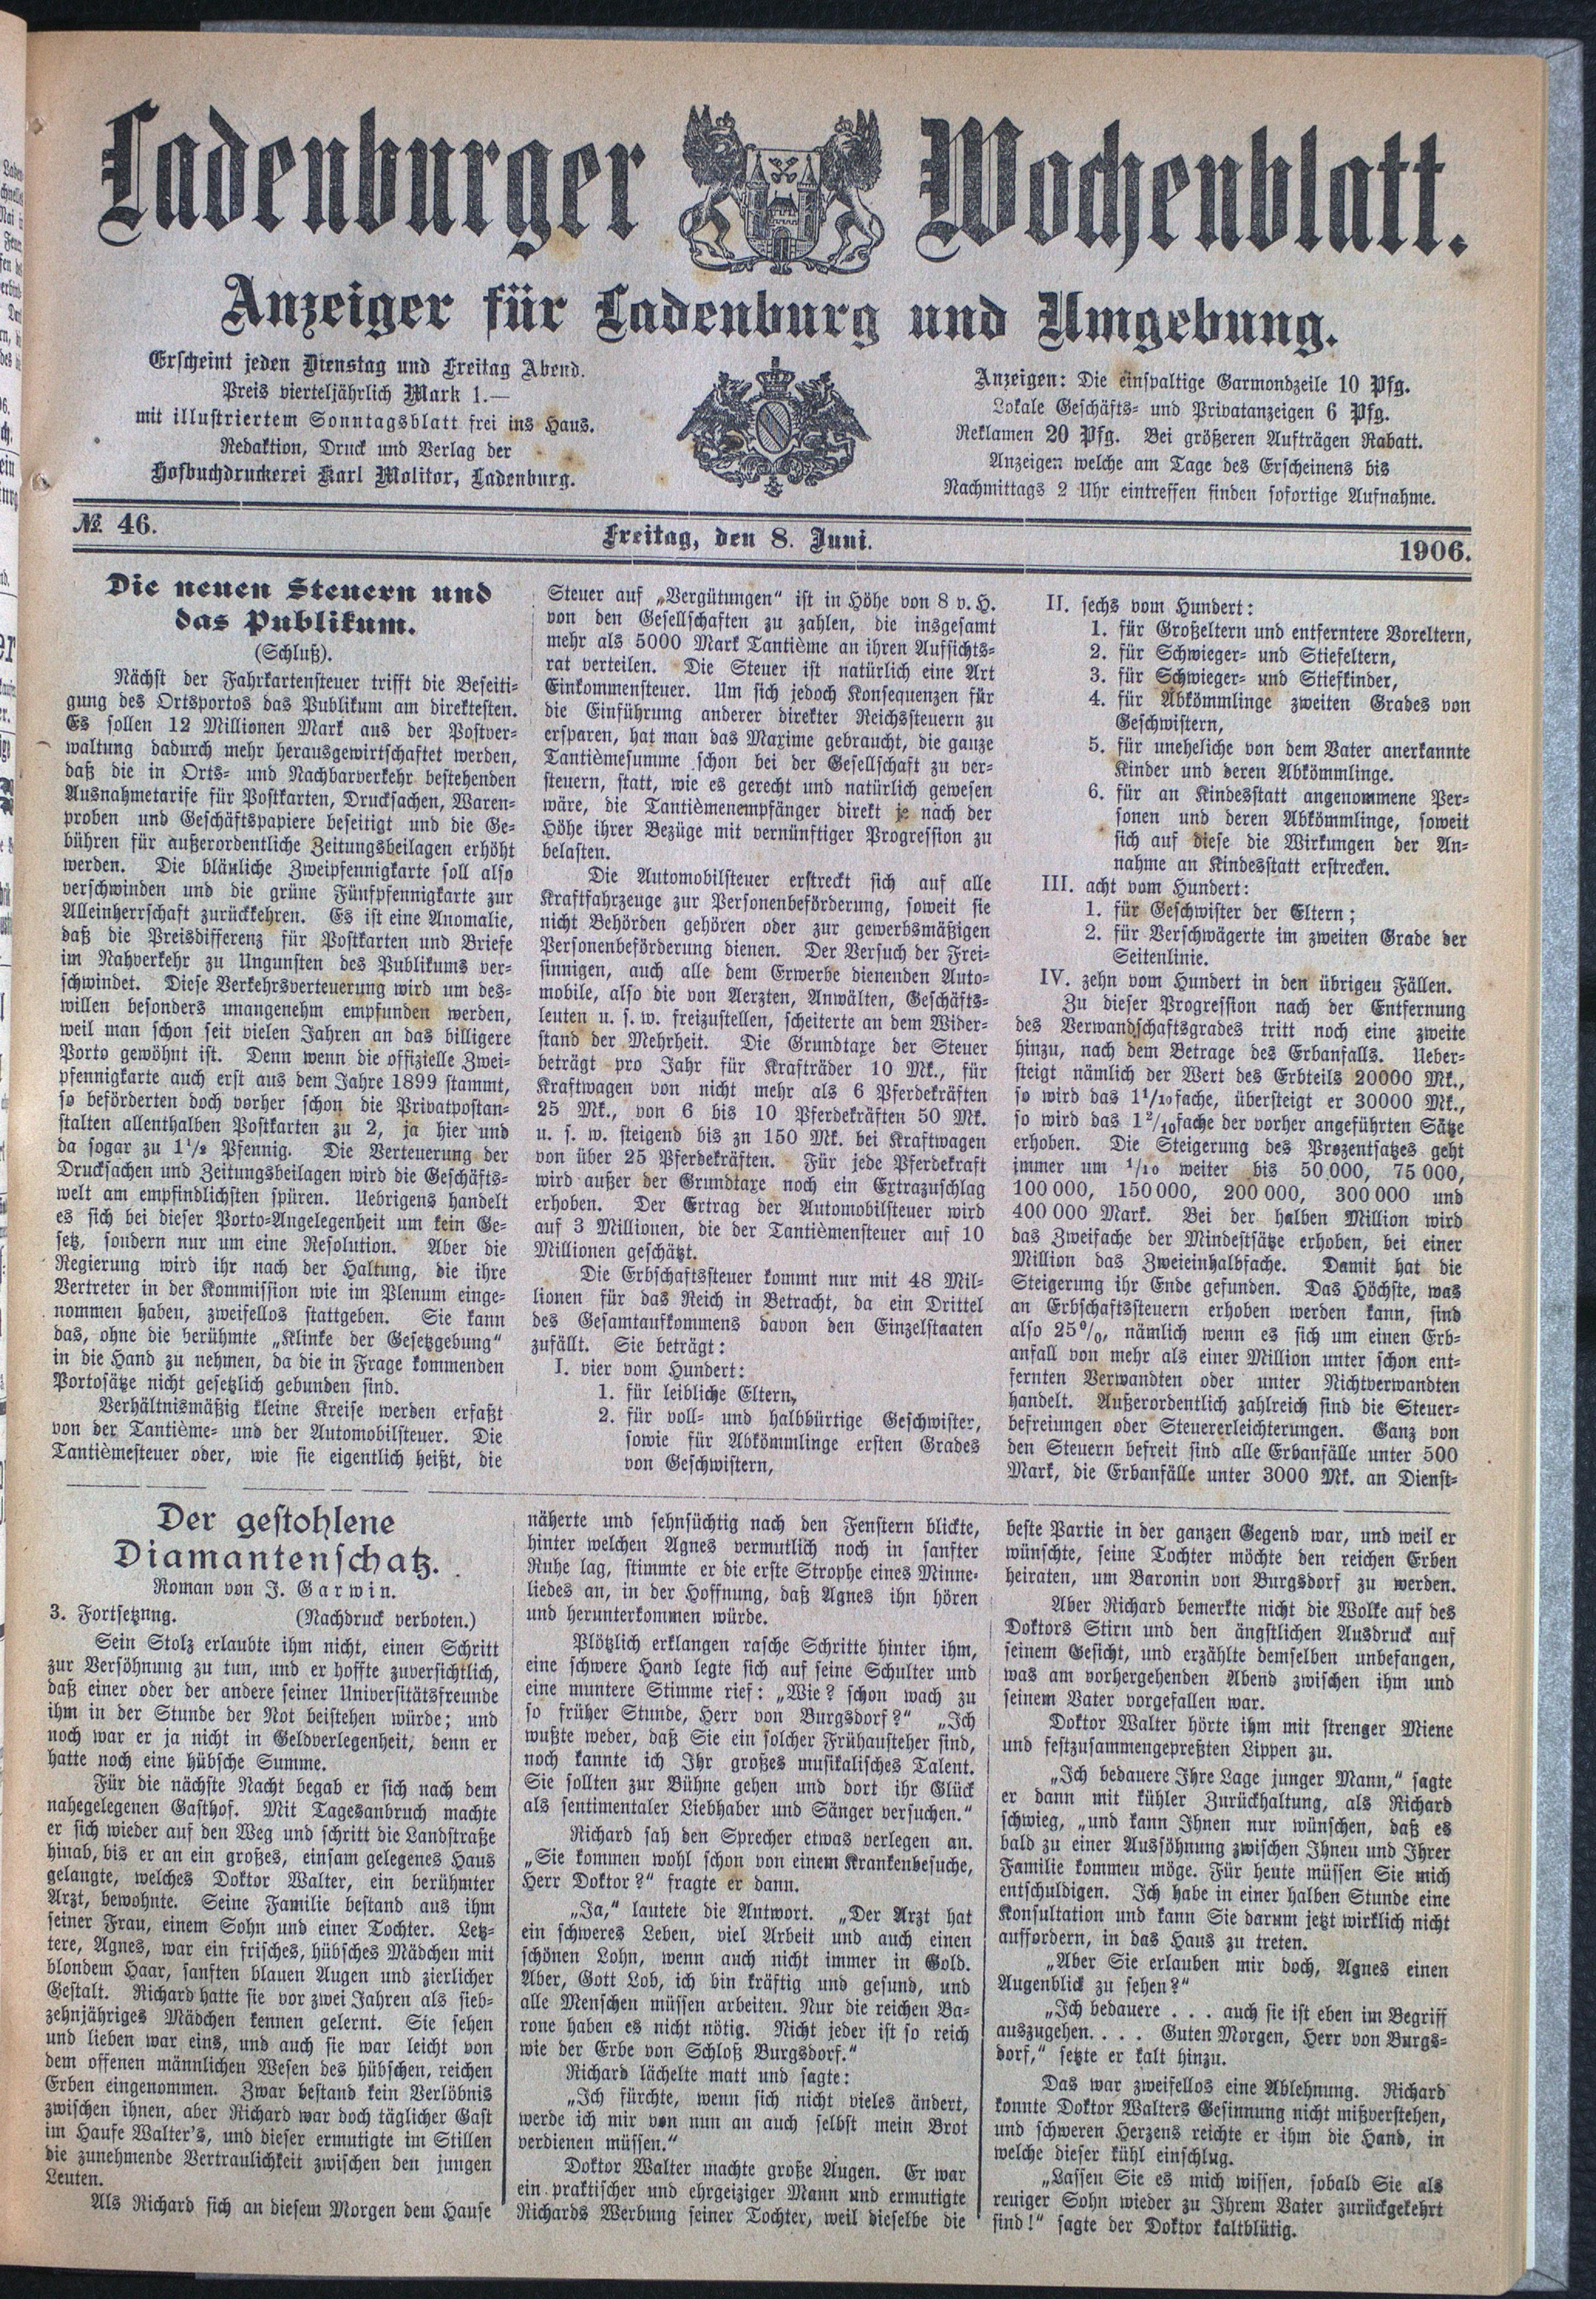 Ladenburger Wochenblatt.
Anzeiger für Ladenburg und Umgebung.
Erscheint jeden Dienstag und Freitag Abend.
Preis vierteljährlich Mark 1.—
mit illustriertem Sonntagsblatt frei ins Haus.
Redaktion, Druck und Verlag der
Hofbuchdruckerei Karl Molitor, Ladenburg.
Anzeigen: Die einspaltige Garmondzeile 10 Pfg.
Lokale Geschäfts- und Privatanzeigen 6 Pfg.
Reklamen 20 Pfg. Bei größeren Aufträgen Rabatt.
Anzeigen welche am Tage des Erscheinens bis
Nachmittags 2 Uhr eintreffen finden sofortige Aufnahme.
№ 46. Freitag, den 8. Juni. 1906.
Die neuen Steuern und
das Publikum.
(Schluß).
Nächst der Fahrkartensteuer trifft die Beseiti-
gung des Ortsportos das Publikum am direktesten.
Es sollen 12 Millionen Mark aus der Postver-
waltung dadurch mehr herausgewirtschaftet werden,
daß die in Orts- und Nachbarverkehr bestehenden
Ausnahmetarife für Postkarten, Drucksachen, Waren-
proben und Geschäftspapiere beseitigt und die Ge-
bühren für außerordentliche Zeitungsbeilagen erhöht
werden. Die bläuliche Zweipfennigkarte soll also
verschwinden und die grüne Fünfpfennigkarte zur
Alleinherrschaft zurückkehren. Es ist eine Anomalie,
daß die Preisdifferenz für Postkarten und Briefe
im Nahverkehr zu Ungunsten des Publikums ver-
schwindet. Diese Verkehrsverteuerung wird um des-
willen besonders unangenehm empfunden werden,
weil man schon seit vielen Jahren an das billigere
Porto gewöhnt ist. Denn wenn die offizielle Zwei-
pfennigkarte auch erst aus dem Jahre 1899 stammt,
so beförderten doch vorher schon die Privatpostan-
stalten allenthalben Postkarten zu 2, ja hier und
da sogar zu 1½ Pfennig. Die Verteuerung der
Drucksachen und Zeitungsbeilagen wird die Geschäfts-
welt am empfindlichsten spüren. Uebrigens handelt
es sich bei dieser Porto-Angelegenheit um kein Ge-
setz, sondern nur um eine Resolution. Aber die
Regierung wird ihr nach der Haltung, die ihre
Vertreter in der Kommission wie im Plenum einge-
nommen haben, zweifellos stattgeben. Sie kann
das, ohne die berühmte „Klinke der Gesetzgebung“
in die Hand zu nehmen, da die in Frage kommenden
Portosätze nicht gesetzlich gebunden sind.
Verhältnismäßig kleine Kreise werden erfaßt
von der Tantième- und der Automobilsteuer. Die
Tantièmesteuer oder, wie sie eigentlich heißt, die
Steuer auf „Vergütungen“ ist in Höhe von 8 v. H.
von den Gesellschaften zu zahlen, die insgesamt
mehr als 5000 Mark Tantième an ihren Aufsichts-
rat verteilen. Die Steuer ist natürlich eine Art
Einkommensteuer. Um sich jedoch Konsequenzen für
die Einführung anderer direkter Reichssteuern zu
ersparen, hat man das Maxime gebraucht, die ganze
Tantièmesumme schon bei der Gesellschaft zu ver-
steuern, statt, wie es gerecht und natürlich gewesen
wäre, die Tantièmenempfänger direkt je nach der
Höhe ihrer Bezüge mit vernünftiger Progression zu
belasten.
Die Automobilsteuer erstreckt sich auf alle
Kraftfahrzeuge zur Personenbeförderung, soweit sie
nicht Behörden gehören oder zur gewerbsmäßigen
Personenbeförderung dienen. Der Versuch der Frei-
sinnigen, auch alle dem Erwerbe dienenden Auto-
mobile, also die von Aerzten, Anwälten, Geschäfts-
leuten u. s. w. freizustellen, scheiterte an dem Wider-
stand der Mehrheit. Die Grundtaxe der Steuer
beträgt pro Jahr für Krafträder 10 Mk., für
Kraftwagen von nicht mehr als 6 Pferdekräften
25 Mk., von 6 bis 10 Pferdekräften 50 Mk.
u. s. w. steigend bis zn 150 Mk. bei Kraftwagen
von über 25 Pferdekräften. Für jede Pferdekraft
wird außer der Grundtaxe noch ein Extrazuschlag
erhoben. Der Ertrag der Automobilsteuer wird
auf 3 Millionen, die der Tantièmensteuer auf 10
Millionen geschätzt.
Die Erbschaftssteuer kommt nur mit 48 Mil-
lionen für das Reich in Betracht, da ein Drittel
des Gesamtaufkommens davon den Einzelstaaten
zufällt. Sie beträgt:
I. vier vom Hundert:
1. für leibliche Eltern,
2. für voll- und halbbürtige Geschwister,
sowie für Abkömmlinge ersten Grades
von Geschwistern,
II. sechs vom Hundert:
1. für Großeltern und entferntere Voreltern,
2. für Schwieger- und Stiefeltern,
3. für Schwieger- und Stiefkinder,
4. für Abkömmlinge zweiten Grades von
Geschwistern,
5. für uneheliche von dem Vater anerkannte
Kinder und deren Abkömmlinge.
6. für an Kindesstatt angenommene Per-
sonen und deren Abkömmlinge, soweit
sich auf diese die Wirkungen der An-
nahme an Kindesstatt erstrecken.
III. acht vom Hundert:
1. für Geschwister der Eltern;
2. für Verschwägerte im zweiten Grade der
Seitenlinie.
IV. zehn vom Hundert in den übrigeu Fällen.
Zu dieser Progression nach der Entfernung
des Verwandschaftsgrades tritt noch eine zweite
hinzu, nach dem Betrage des Erbanfalls. Ueber-
steigt nämlich der Wert des Erbteils 20000 Mk.,
so wird das 1¹/₁₀fache, übersteigt er 30000 Mk.,
so wird das 1²/₁₀fache der vorher angeführten Sätze
erhoben. Die Steigerung des Prozentsatzes geht
immer um ¹/₁₀ weiter bis 50 000, 75 000,
100 000, 150 000, 200 000, 300 000 und
400 000 Mark. Bei der halben Million wird
das Zweifache der Mindestsätze erhoben, bei einer
Million das Zweieinhalbfache. Damit hat die
Steigerung ihr Ende gefunden. Das Höchste, was
an Erbschaftssteuern erhoben werden kann, sind
also 25%, nämlich wenn es sich um einen Erb-
anfall von mehr als einer Million unter schon ent-
fernten Verwandten oder unter Nichtverwandten
handelt. Außerordentlich zahlreich sind die Steuer-
befreiungen oder Steuererleichterungen. Ganz von
den Steuern befreit sind alle Erbanfälle unter 500
Mark, die Erbanfälle unter 3000 Mk. an Dienst-
Der gestohlene
Diamantenschatz.
Roman von J. Garwin.
3. Fortsetznng. (Nachdruck verboten.)
Sein Stolz erlaubte ihm nicht, einen Schritt
zur Versöhnung zu tun, und er hoffte zuversichtlich,
daß einer oder der andere seiner Universitätsfreunde
ihm in der Stunde der Not beistehen würde; und
noch war er ja nicht in Geldverlegenheit, denn er
hatte noch eine hübsche Summe.
Für die nächste Nacht begab er sich nach dem
nahegelegenen Gasthof. Mit Tagesanbruch machte
er sich wieder auf den Weg und schritt die Landstraße
hinab, bis er an ein großes, einsam gelegenes Haus
gelangte, welches Doktor Walter, ein berühmter
Arzt, bewohnte. Seine Familie bestand aus ihm
seiner Frau, einem Sohn und einer Tochter. Letz-
tere, Agnes, war ein frisches, hübsches Mädchen mit
blondem Haar, sanften blauen Augen und zierlicher
Gestalt. Richard hatte sie vor zwei Jahren als sieb-
zehnjähriges Mädchen kennen gelernt. Sie sehen
und lieben war eins, und auch sie war leicht von
dem offenen männlichen Wesen des hübschen, reichen
Erben eingenommen. Zwar bestand kein Verlöbnis
zwischen ihnen, aber Richard war doch täglicher Gast
im Hause Walter's, und dieser ermutigte im Stillen
die zunehmende Vertraulichkeit zwischen den jungen
Leuten.
Als Richard sich an diesem Morgen dem Hause
näherte und sehnsüchtig nach den Fenstern blickte,
hinter welchen Agnes vermutlich noch in sanfter
Ruhe lag, stimmte er die erste Strophe eines Minne-
liedes an, in der Hoffnung, daß Agnes ihn hören
und herunterkommen würde.
Plötzlich erklangen rasche Schritte hinter ihm,
eine schwere Hand legte sich auf seine Schulter und
eine muntere Stimme rief: „Wie? schon wach zu
so früher Stunde, Herr von Burgsdorf?“ „Ich
wußte weder, daß Sie ein solcher Frühaufsteher sind,
noch kannte ich Ihr großes musikalisches Talent.
Sie sollten zur Bühne gehen und dort ihr Glück
als sentimentaler Liebhaber und Sänger versuchen.“
Richard sah den Sprecher etwas verlegen an.
„Sie kommen wohl schon von einem Krankenbesuche,
Herr Doktor?“ fragte er dann.
„Ja,“ lautete die Antwort. „Der Arzt hat
ein schweres Leben, viel Arbeit und auch einen
schönen Lohn, wenn auch nicht immer in Gold.
Aber, Gott Lob, ich bin kräftig und gesund, und
alle Menschen müssen arbeiten. Nur die reichen Ba-
rone haben es nicht nötig. Nicht jeder ist so reich
wie der Erbe von Schloß Burgsdorf.“
Richard lächelte matt und sagte:
„Ich fürchte, wenn sich nicht vieles ändert,
werde ich mir von nun an auch selbst mein Brot
verdienen müssen.“
Doktor Walter machte große Augen. Er war
ein praktischer und ehrgeiziger Mann und ermutigte
Richards Werbung seiner Tochter, weil dieselbe die
beste Partie in der ganzen Gegend war, und weil er
wünschte, seine Tochter möchte den reichen Erben
heiraten, um Baronin von Burgsdorf zu werden.
Aber Richard bemerkte nicht die Wolke auf des
Doktors Stirn und den ängstlichen Ausdruck auf
seinem Gesicht, und erzählte demselben unbefangen,
was am vorhergehenden Abend zwischen ihm und
seinem Vater vorgefallen war.
Doktor Walter hörte ihm mit strenger Miene
und festzusammengepreßten Lippen zu.
„Ich bedauere Ihre Lage junger Mann,“ sagte
er dann mit kühler Zurückhaltung, als Richard
schwieg, „und kann Ihnen nur wünschen, daß es
bald zu einer Aussöhnung zwischen Ihneu und Ihrer
Familie kommen möge. Für heute müssen Sie mich
entschuldigen. Ich habe in einer halben Stunde eine
Konsultation und kann Sie darum jetzt wirklich nicht
auffordern, in das Haus zu treten.
„Aber Sie erlauben mir doch, Agnes einen
Augenblick zu sehen?“
„Ich bedauere . . . auch sie ist eben im Begriff
auszugehen. . . . Guten Morgen, Herr von Burgs-
dorf,“ setzte er kalt hinzu.
Das war zweifellos eine Ablehnung. Richard
konnte Doktor Walters Gesinnung nicht mißverstehen,
und schweren Herzens reichte er ihm die Hand, in
welche dieser kühl einschlug.
„Lassen Sie es mich wissen, sobald Sie als
reuiger Sohn wieder zu Ihrem Vater zurückgekehrt
sind!“ sagte der Doktor kaltblütig.